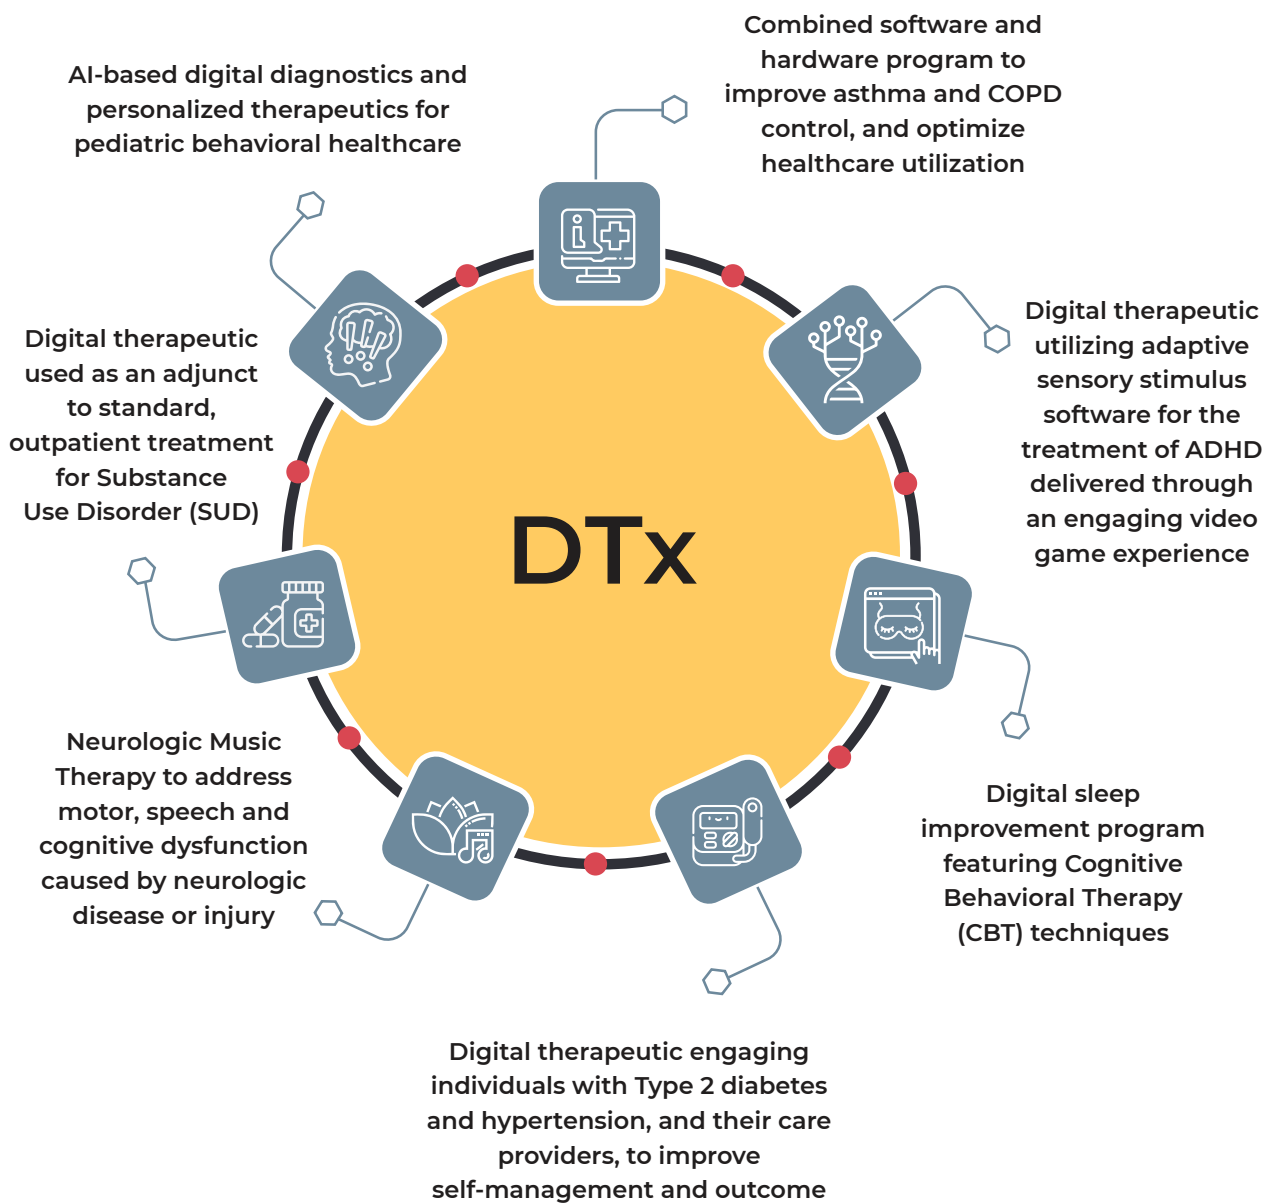 Combined software and
hardware program to
improve asthma and COPD
control, and optimize
healthcare utilization
AI-based digital diagnostics and
personalized therapeutics for
pediatric behavioral healthcare
Digital therapeutic
utilizing adaptive
sensory stimulus
software for the
treatment of ADHD
delivered through
an engaging video
game experience
Digital therapeutic
used as an adjunct
to standard,
outpatient treatment
for Substance
Use Disorder (SUD)
DTx
Neurologic Music
Therapy to address
motor, speech and
cognitive dysfunction
caused by neurologic
disease or injury
Digital sleep
improvement program
featuring Cognitive
Behavioral Therapy
(CBT) techniques
Digital therapeutic engaging
individuals with Type 2 diabetes
and hypertension, and their care
providers, to improve
self-management and outcome